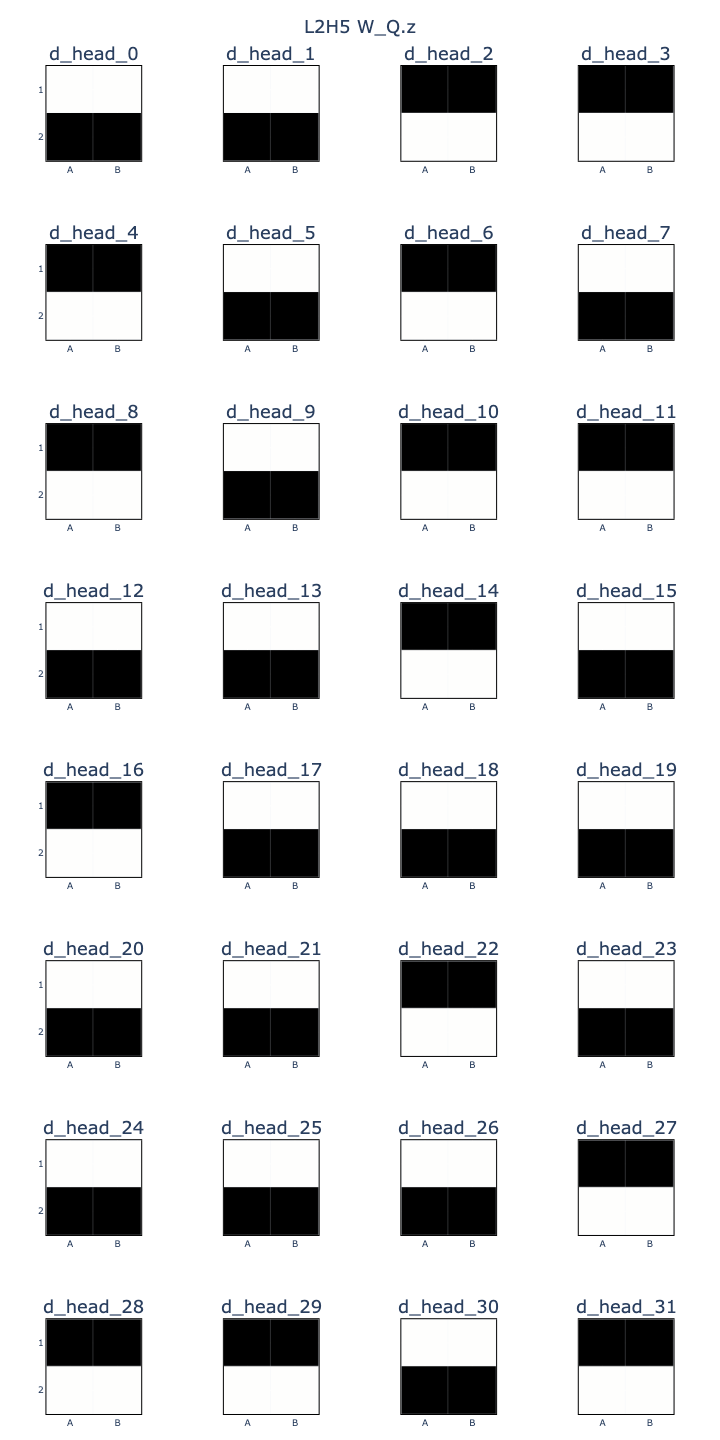 L2H5 W_Q.z
d_head_0 d_head_1 d_head_2 d_head_3
1
2
A B A B A B A B
d_head_4 d_head_5 d_head_6 d_head_7
1
2
A B A B A B A B
d_head_8 d_head_9 d_head_10 d_head_11
1
2
A B A B A B A B
d_head_12 d_head_13 d_head_14 d_head_15
1
2
A B A B A B A B
d_head_16 d_head_17 d_head_18 d_head_19
1
2
A B A B A B A B
d_head_20 d_head_21 d_head_22 d_head_23
1
2
A B A B A B A B
d_head_24 d_head_25 d_head_26 d_head_27
1
2
A B A B A B A B
d_head_28 d_head_29 d_head_30 d_head_31
1
2
A B A B A B A B